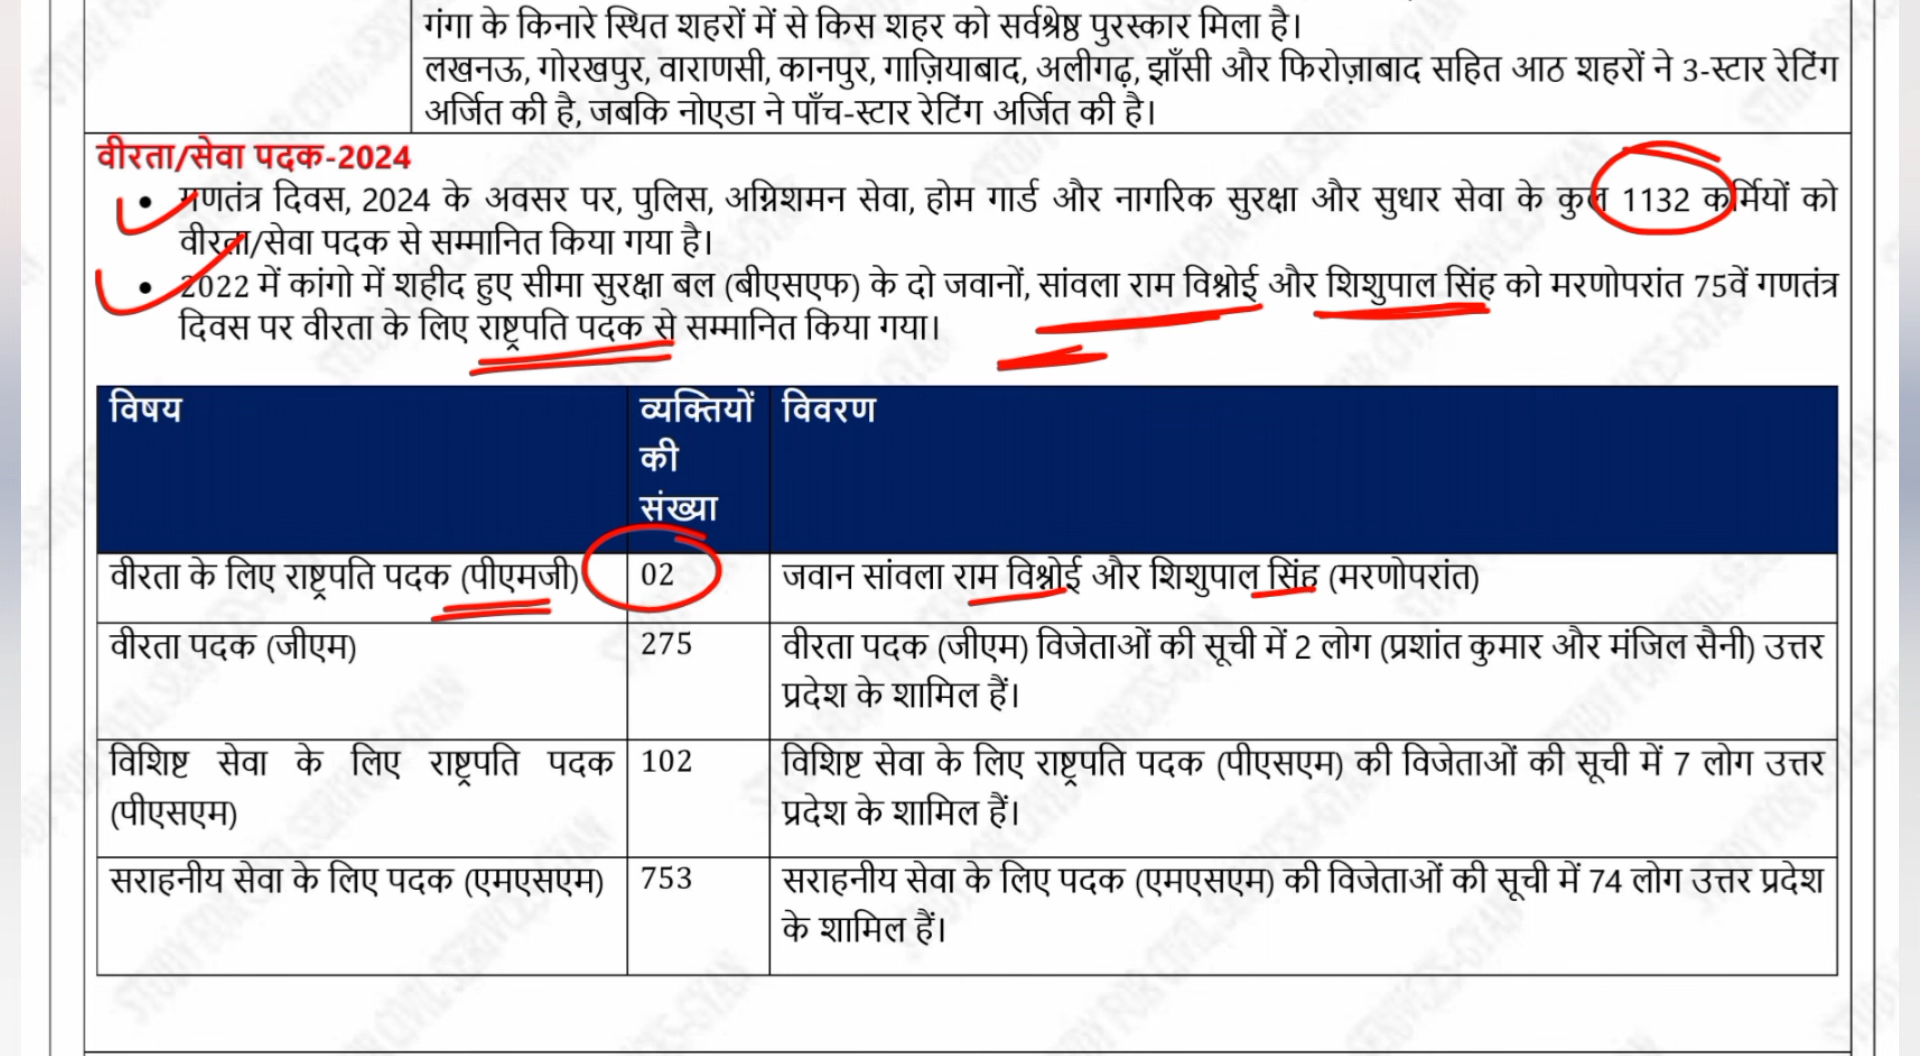 गंगा के किनारे स्थित शहरों में से किस शहर को सर्वश्रेष्ठ पुरस्कार मिला है।
लखनऊ, गोरखपुर, वाराणसी, कानपुर, गाज़ियाबाद, अलीगढ़, झाँसी और फिरोज़ाबाद सहित आठ शहरों ने 3-स्टार रेटिंग
अर्जित की है, जबकि नोएडा ने पाँच-स्टार रेटिंग अर्जित की है।
वीरता/सेवा पदक-2024
• गणतंत्र दिवस, 2024 के अवसर पर, पुलिस, अग्निशमन सेवा, होम गार्ड और नागरिक सुरक्षा और सुधार सेवा के कुल 1132 कर्मियों को
वीरता/सेवा पदक से सम्मानित किया गया है।
• 2022 में कांगो में शहीद हुए सीमा सुरक्षा बल (बीएसएफ) के दो जवानों, सांवला राम विश्नोई और शिशुपाल सिंह को मरणोपरांत 75वें गणतंत्र
दिवस पर वीरता के लिए राष्ट्रपति पदक से सम्मानित किया गया।
विषय व्यक्तियों की संख्या विवरण
वीरता के लिए राष्ट्रपति पदक (पीएमजी) 02 जवान सांवला राम विश्नोई और शिशुपाल सिंह (मरणोपरांत)
वीरता पदक (जीएम) 275 वीरता पदक (जीएम) विजेताओं की सूची में 2 लोग (प्रशांत कुमार और मंजिल सैनी) उत्तर
प्रदेश के शामिल हैं।
विशिष्ट सेवा के लिए राष्ट्रपति पदक 102 विशिष्ट सेवा के लिए राष्ट्रपति पदक (पीएसएम) की विजेताओं की सूची में 7 लोग उत्तर
(पीएसएम) प्रदेश के शामिल हैं।
सराहनीय सेवा के लिए पदक (एमएसएम) 753 सराहनीय सेवा के लिए पदक (एमएसएम) की विजेताओं की सूची में 74 लोग उत्तर प्रदेश
के शामिल हैं।